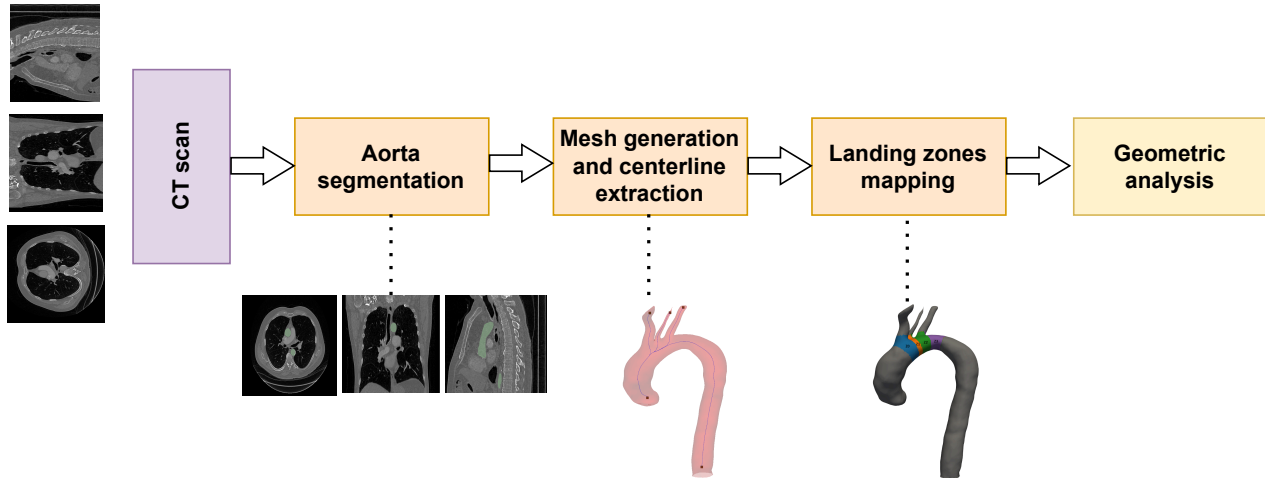 CT scan
Aorta
segmentation
Mesh generation
and centerline
extraction
Landing zones
mapping
Geometric
analysis